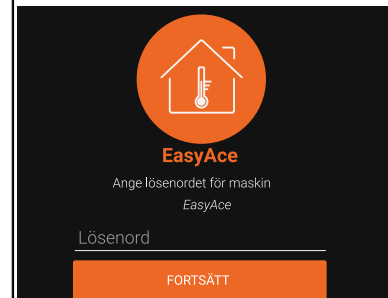 EasyAce
Ange lösenordet för maskin
EasyAce
Lösenord
FORTSÄTT